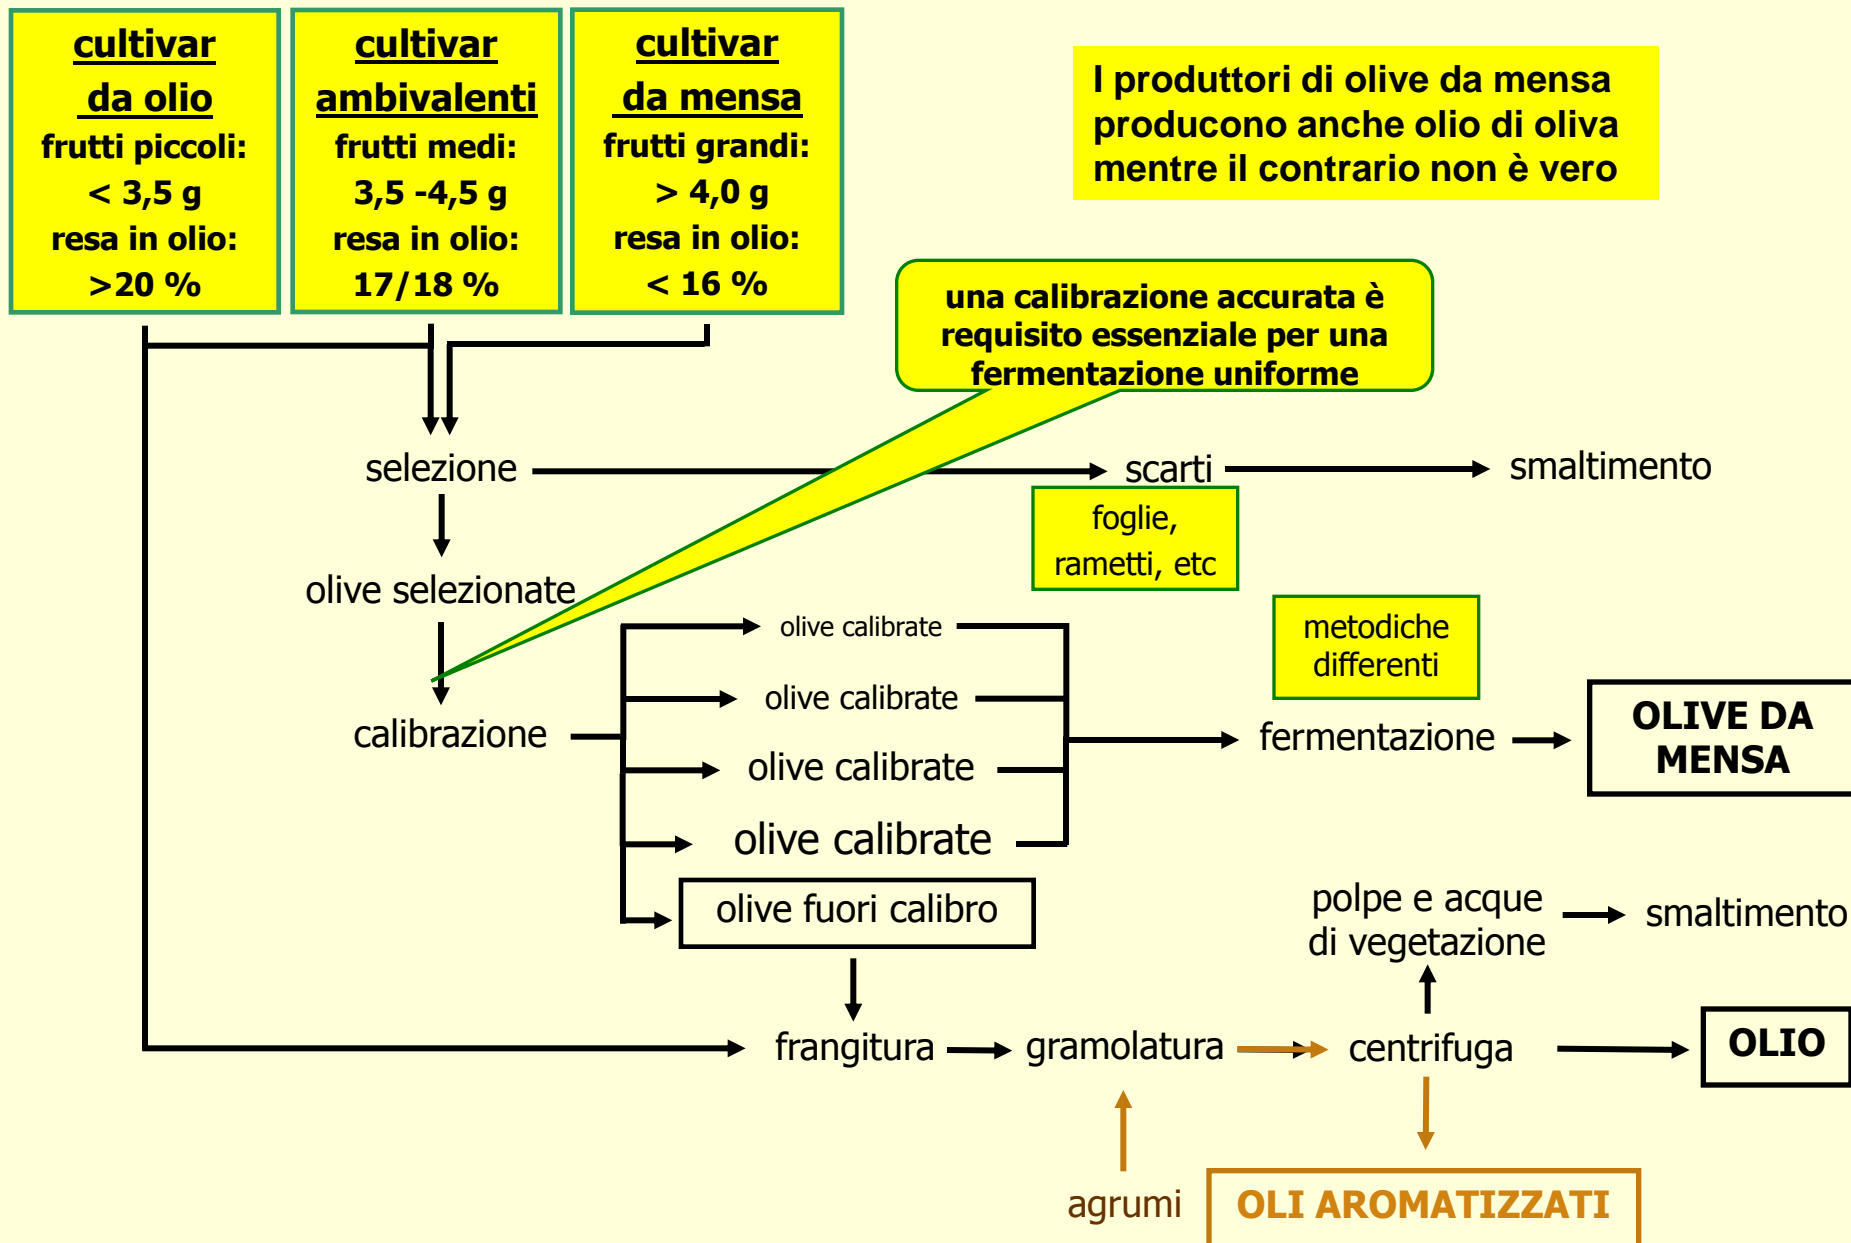 cultivar
da olio
frutti piccoli:
< 3,5 g
resa in olio:
>20 %
cultivar
ambivalenti
frutti medi:
3,5 -4,5 g
resa in olio:
17/18 %
cultivar
da mensa
frutti grandi:
> 4,0 g
resa in olio:
< 16 %
I produttori di olive da mensa
producono anche olio di oliva
mentre il contrario non è vero
una calibrazione accurata è
requisito essenziale per una
fermentazione uniforme
selezione
scarti
smaltimento
foglie,
rametti, etc
olive selezionate
olive calibrate
metodiche
differenti
olive calibrate
calibrazione
fermentazione
OLIVE DA
MENSA
olive calibrate
olive calibrate
olive fuori calibro
polpe e acque
di vegetazione
smaltimento
frangitura
gramolatura
centrifuga
OLIO
agrumi
OLI AROMATIZZATI